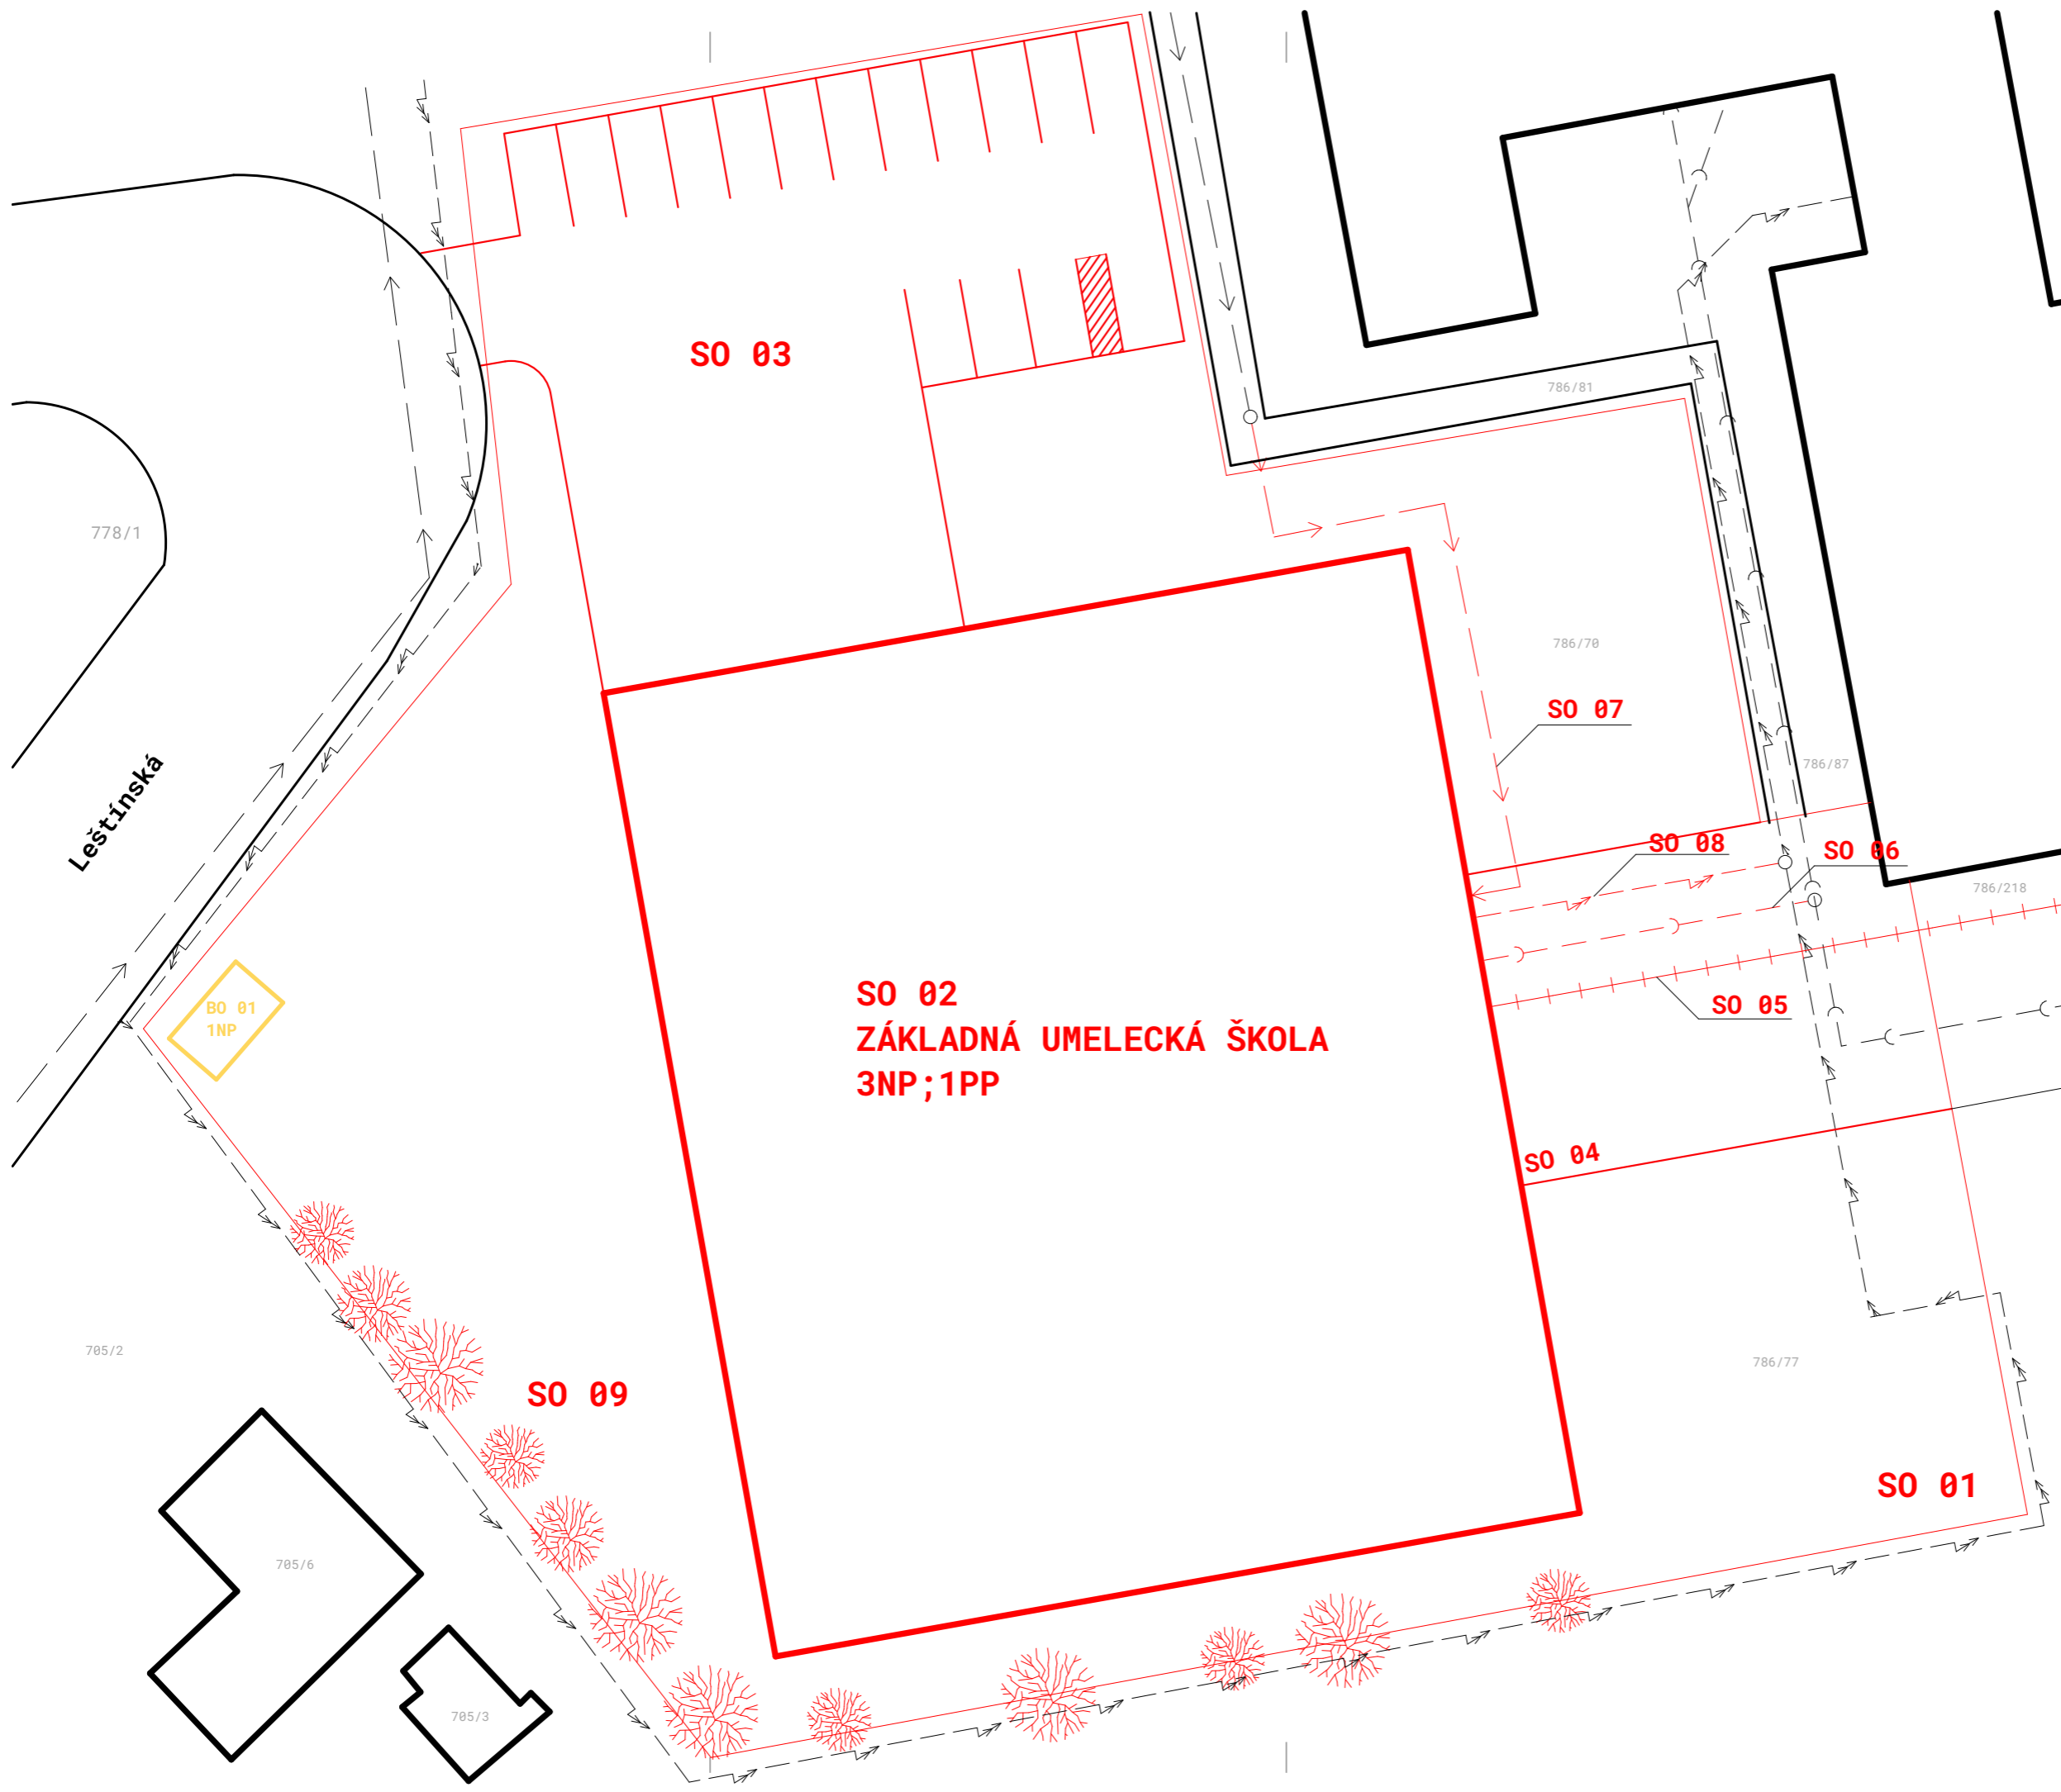 SO 03
786/81
778/1
786/70
SO 07
Leštínská
786/87
SO 08
SO 06
786/218
SO 02
ZÁKLADNÁ UMELECKÁ ŠKOLA
3NP;1PP
BO 01
1NP
SO 05
SO 04
705/2
786/77
SO 09
SO 01
705/6
705/3